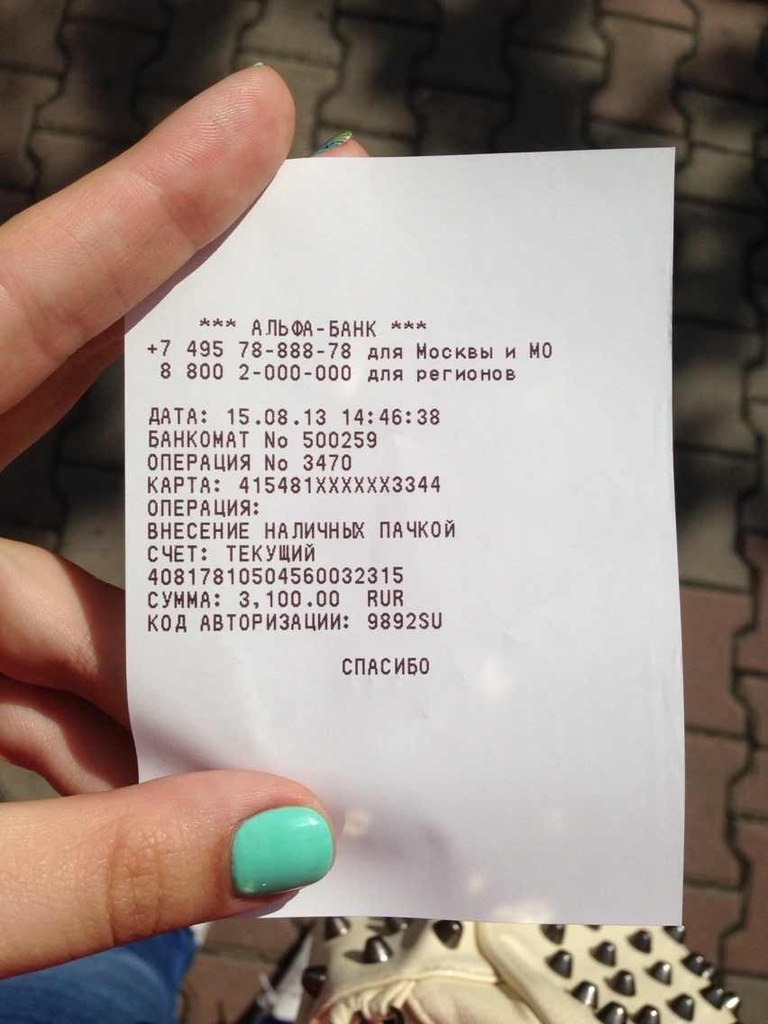 *** АЛЬФА-БАНК ***
+7 495 78-888-78 для Москвы и МО
8 800 2-000-000 для регионов
ДАТА: 15.08.13 14:46:38
БАНКОМАТ No 500259
ОПЕРАЦИЯ No 3470
КАРТА: 415481XXXXXX3344
ОПЕРАЦИЯ:
ВНЕСЕНИЕ НАЛИЧНЫХ ПАЧКОЙ
СЧЕТ: ТЕКУЩИЙ
40817810504560032315
СУММА: 3,100.00 RUR
КОД АВТОРИЗАЦИИ: 9892SU
СПАСИБО